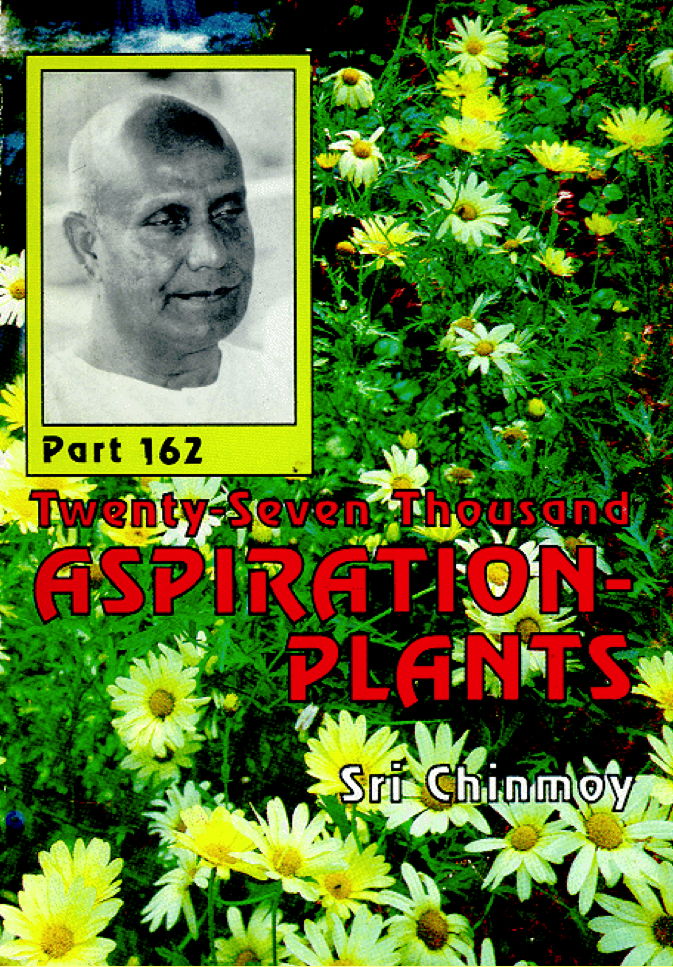 Part 162
Twenty-Seven Thousand
ASPIRATION-
PLANTS
Sri Chinmoy